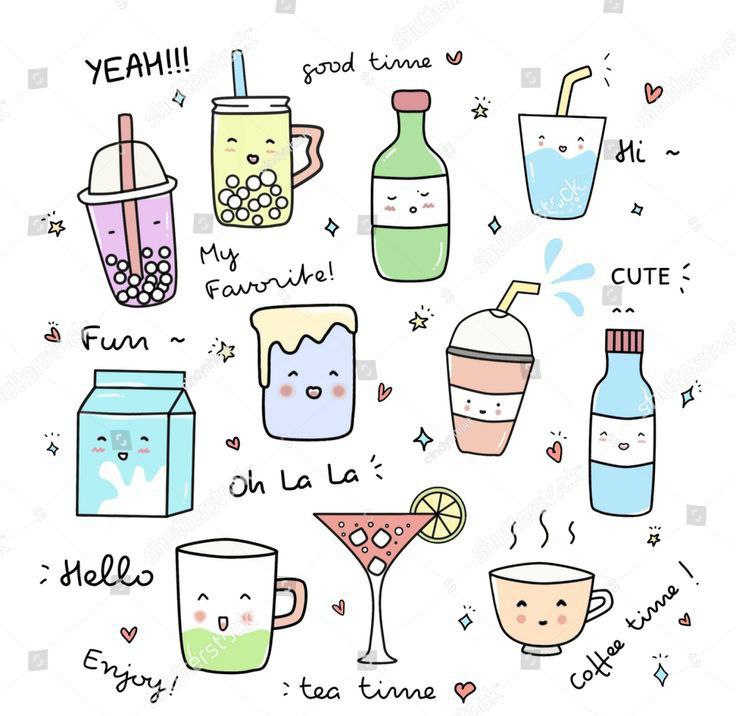 YEAH!!!
good time
Hi ~
My
Favorite!
CUTE
Fun ~
Oh La La
Hello
Enjoy!
tea time
Coffee time!
shutterstock